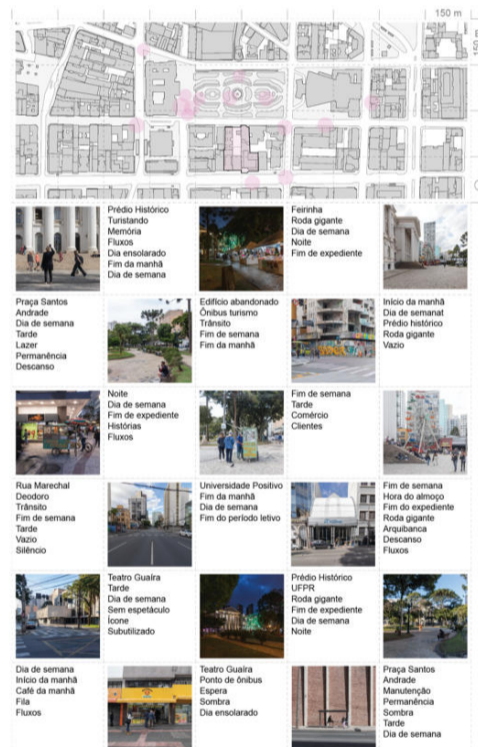 150 m
150 m
Prédio Histórico
Turistando
Memória
Fluxos
Dia ensolarado
Fim da manhã
Dia de semana
Feirinha
Roda gigante
Dia de semana
Noite
Fim de expediente
Praça Santos
Andrade
Dia de semana
Tarde
Lazer
Permanência
Descanso
Edifício abandonado
Ônibus turismo
Trânsito
Fim de semana
Fim da manhã
Início da manhã
Dia de semanat
Prédio histórico
Roda gigante
Vazio
Noite
Dia de semana
Fim de expediente
Histórias
Fluxos
Fim de semana
Tarde
Comércio
Clientes
Rua Marechal
Deodoro
Trânsito
Fim de semana
Tarde
Vazio
Silêncio
Universidade Positivo
Fim da manhã
Dia de semana
Fim do período letivo
Fim de semana
Hora do almoço
Fim do expediente
Roda gigante
Arquibanca
Descanso
Fluxos
Teatro Guaíra
Tarde
Dia de semana
Sem espetáculo
Ícone
Subutilizado
Prédio Histórico
UFPR
Roda gigante
Fim de expediente
Dia de semana
Noite
Dia de semana
Início da manhã
Café da manhã
Fila
Fluxos
Teatro Guaíra
Ponto de ônibus
Espera
Sombra
Dia ensolarado
Praça Santos
Andrade
Manutenção
Permanência
Sombra
Tarde
Dia de semana